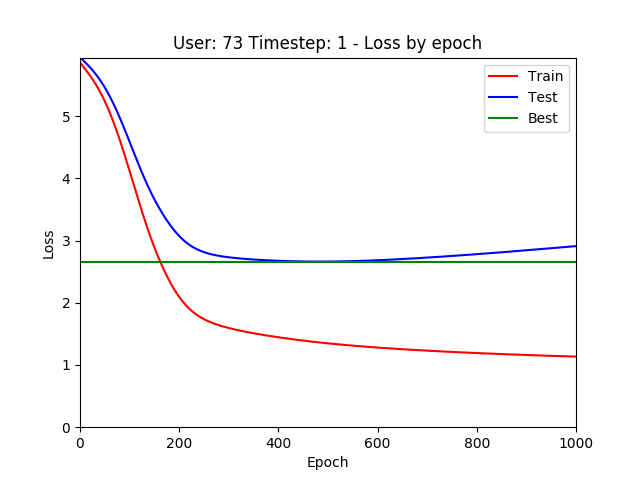 User: 73 Timestep: 1 - Loss by epoch
Train
Test
Best
5
4
3
2
1
0
Loss
0 200 400 600 800 1000
Epoch